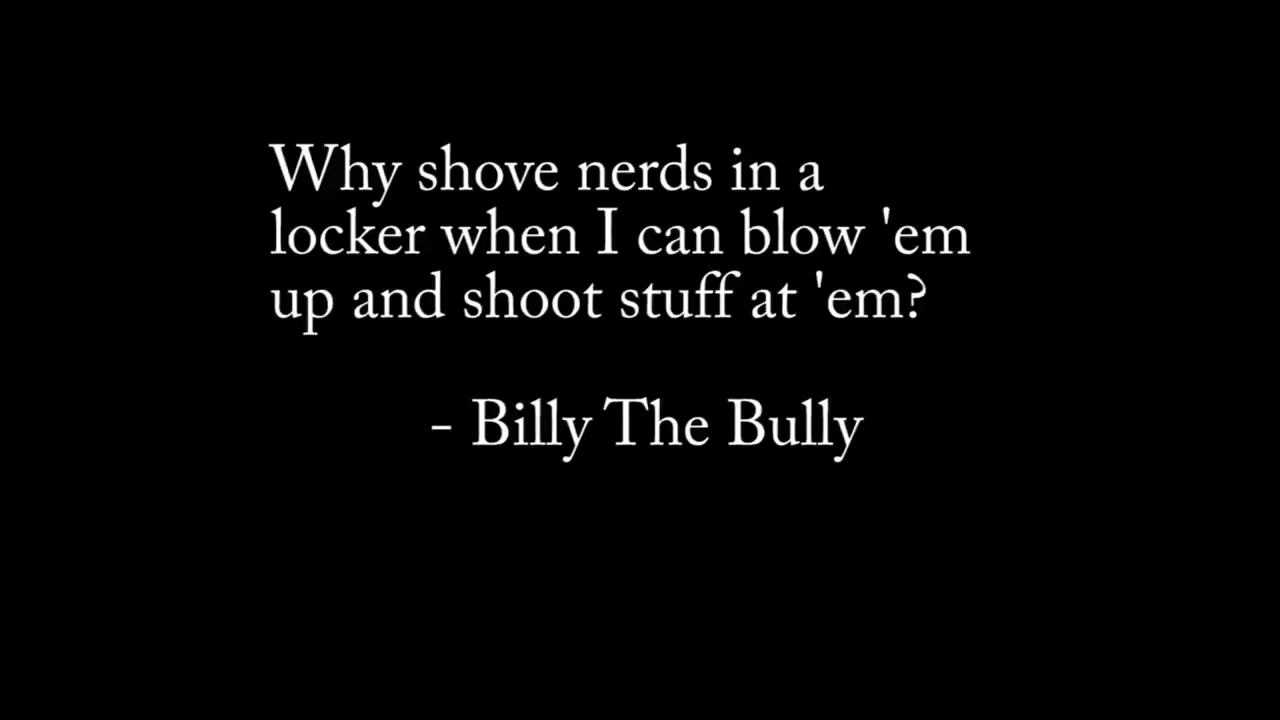 Why shove nerds in a
locker when I can blow 'em
up and shoot stuff at 'em?
- Billy The Bully